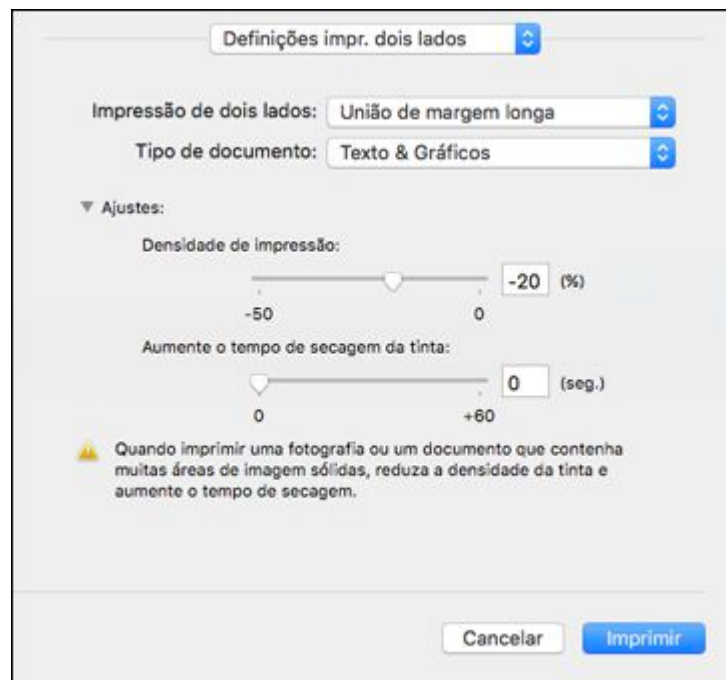 Definições impr. dois lados
Impressão de dois lados: União de margem longa
Tipo de documento: Texto & Gráficos
Ajustes:
Densidade de impressão:
-20 (%)
-50 0
Aumente o tempo de secagem da tinta:
0 (seg.)
0 +60
Quando imprimir uma fotografia ou um documento que contenha
muitas áreas de imagem sólidas, reduza a densidade da tinta e
aumente o tempo de secagem.
Cancelar Imprimir